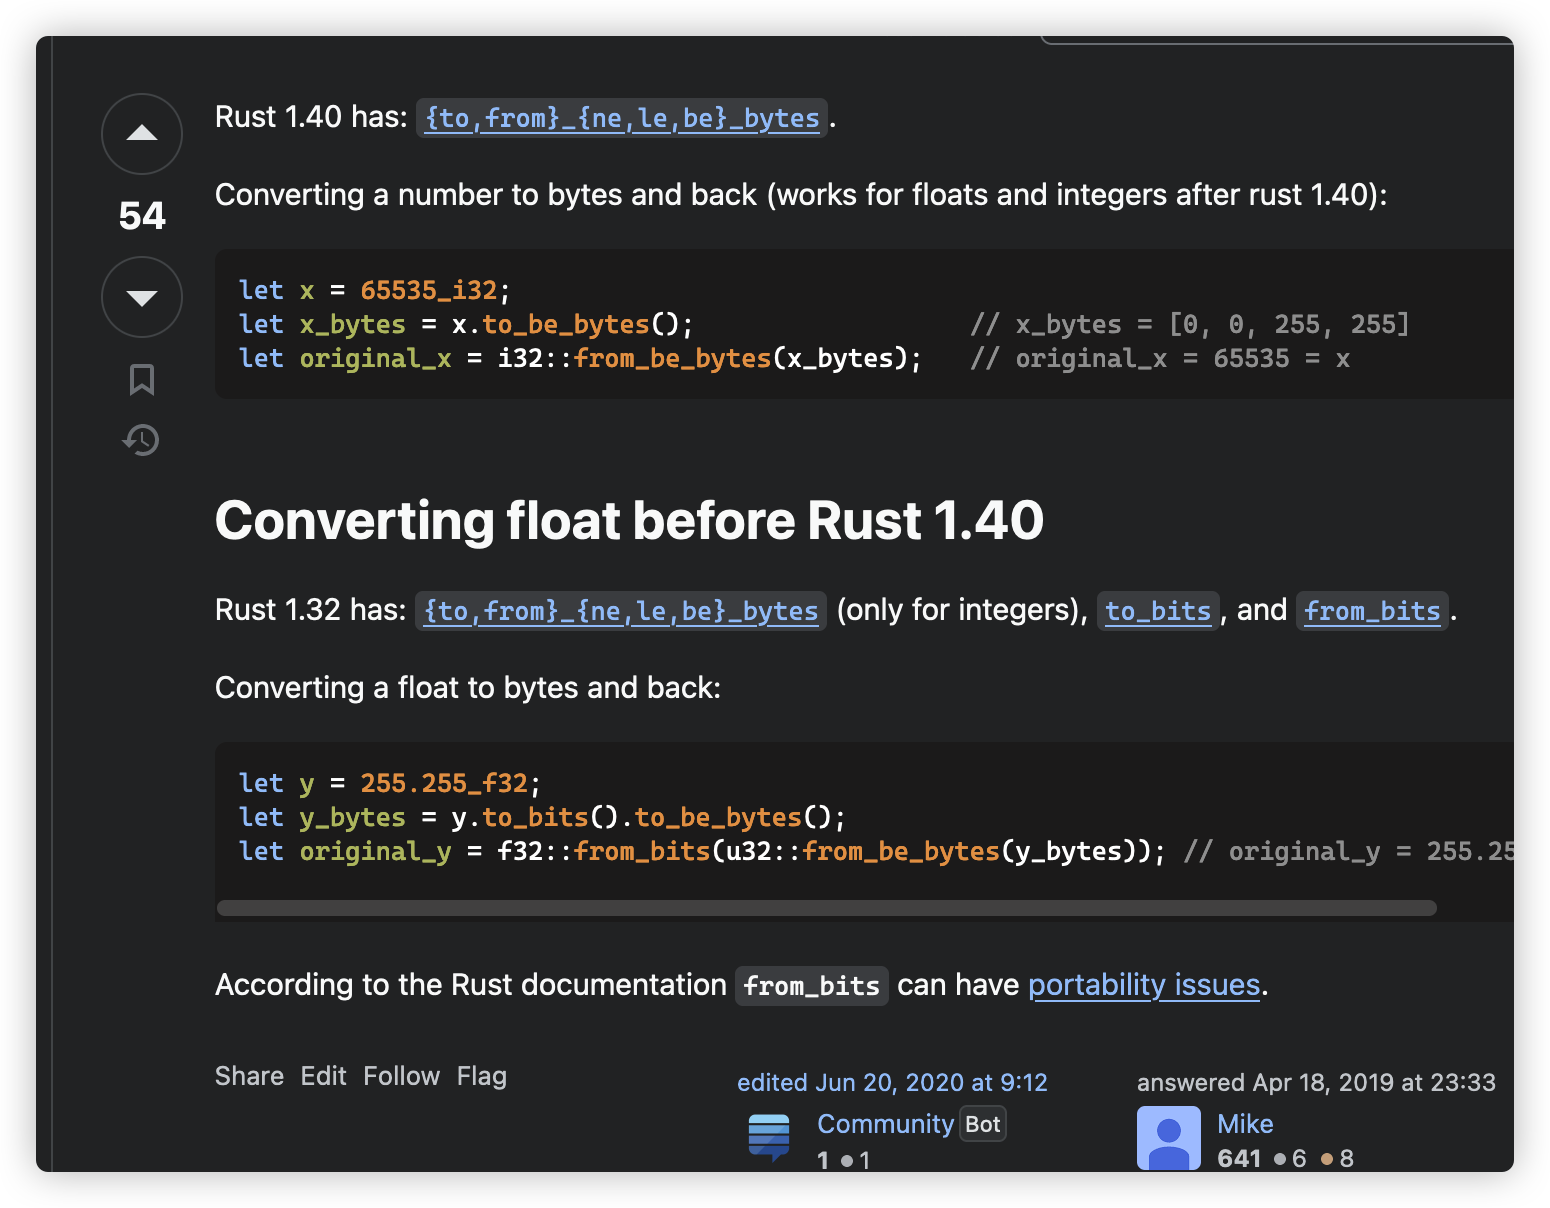 Rust 1.40 has: {to,from}_{ne,le,be}_bytes.
54
Converting a number to bytes and back (works for floats and integers after rust 1.40):
let x = 65535_i32;
let x_bytes = x.to_be_bytes();                  // x_bytes = [0, 0, 255, 255]
let original_x = i32::from_be_bytes(x_bytes);   // original_x = 65535 = x
Converting float before Rust 1.40
Rust 1.32 has: {to,from}_{ne,le,be}_bytes (only for integers), to_bits, and from_bits.
Converting a float to bytes and back:
let y = 255.255_f32;
let y_bytes = y.to_bits().to_be_bytes();
let original_y = f32::from_bits(u32::from_be_bytes(y_bytes)); // original_y = 255.25
According to the Rust documentation from_bits can have portability issues.
Share Edit Follow Flag
edited Jun 20, 2020 at 9:12
Community Bot
1 ●1
answered Apr 18, 2019 at 23:33
Mike
641 ●6 ●8